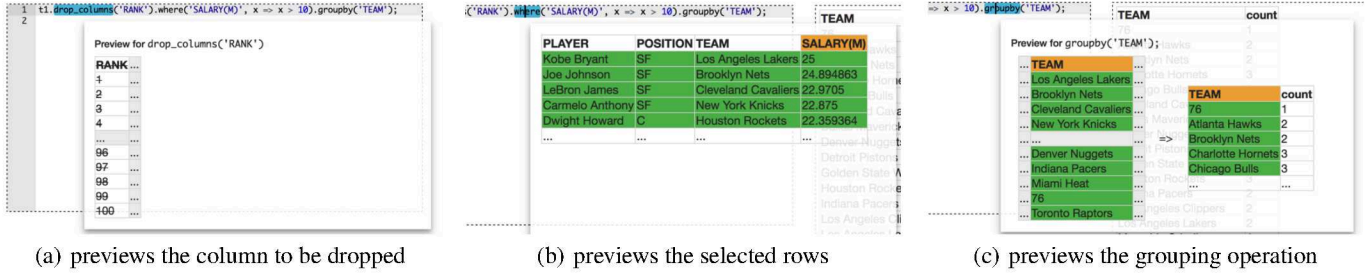 1 t1.drop_columns('RANK').where('SALARY(M)', x => x > 10).groupby('TEAM');
2
Preview for drop_columns('RANK')
RANK ...
1 ...
2 ...
3 ...
4 ...
... ...
96 ...
97 ...
98 ...
99 ...
100 ...
(a) previews the column to be dropped
('RANK').where('SALARY(M)', x => x > 10).groupby('TEAM');
TEAM
76
PLAYER POSITION TEAM SALARY(M)
Kobe Bryant SF Los Angeles Lakers 25
Joe Johnson SF Brooklyn Nets 24.894863
LeBron James SF Cleveland Cavaliers 22.9705
Carmelo Anthony SF New York Knicks 22.875
Dwight Howard C Houston Rockets 22.359364
... ...
Denver Nuggets
Detroit Pistons
Golden State W
Houston Rocke
Indiana Pacers
Los Angeles Cli
(b) previews the selected rows
=> x > 10).groupby('TEAM');
TEAM count
76 1
Preview for groupby('TEAM');
... TEAM ...
... Los Angeles Lakers ...
... Brooklyn Nets ...
... Cleveland Cavaliers ...
... New York Knicks ...
... ... ...
... Denver Nuggets ...
... Indiana Pacers ...
... Miami Heat ...
... 76 ...
... Toronto Raptors ...
=>
TEAM count
76 1
Atlanta Hawks 2
Brooklyn Nets 2
Charlotte Hornets 3
Chicago Bulls 3
... ...
(c) previews the grouping operation